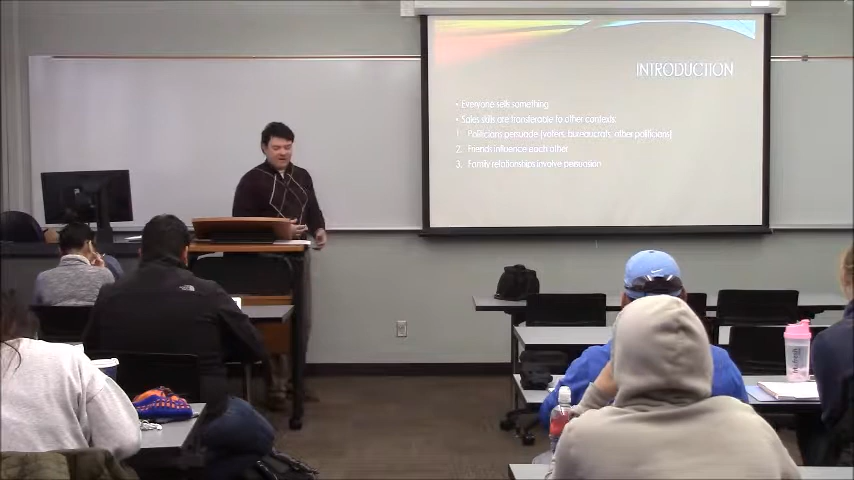 INTRODUCTION
• Everyone sells something
• Sales skills are transferable to other contexts
1. Politicians persuade (voters, bureaucrats, other politicians)
2. Friends influence each other
3. Family relationships involve persuasion